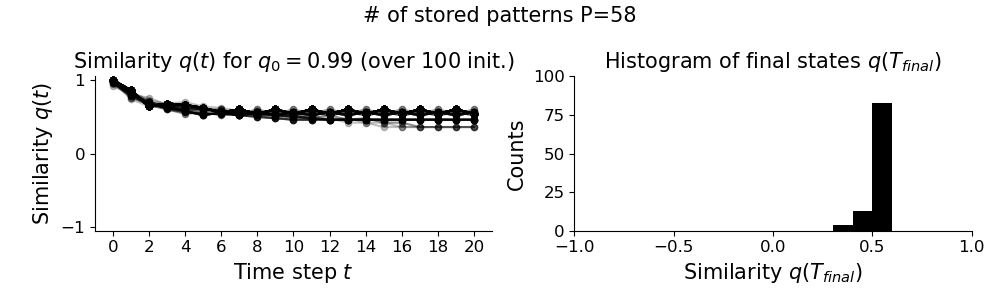 # of stored patterns P=58
Similarity q(t) for q₀ = 0.99 (over 100 init.)
1
0
−1
Similarity q(t)
0 2 4 6 8 10 12 14 16 18 20
Time step t
Histogram of final states q(T_final)
100
75
50
25
0
Counts
−1.0 −0.5 0.0 0.5 1.0
Similarity q(T_final)